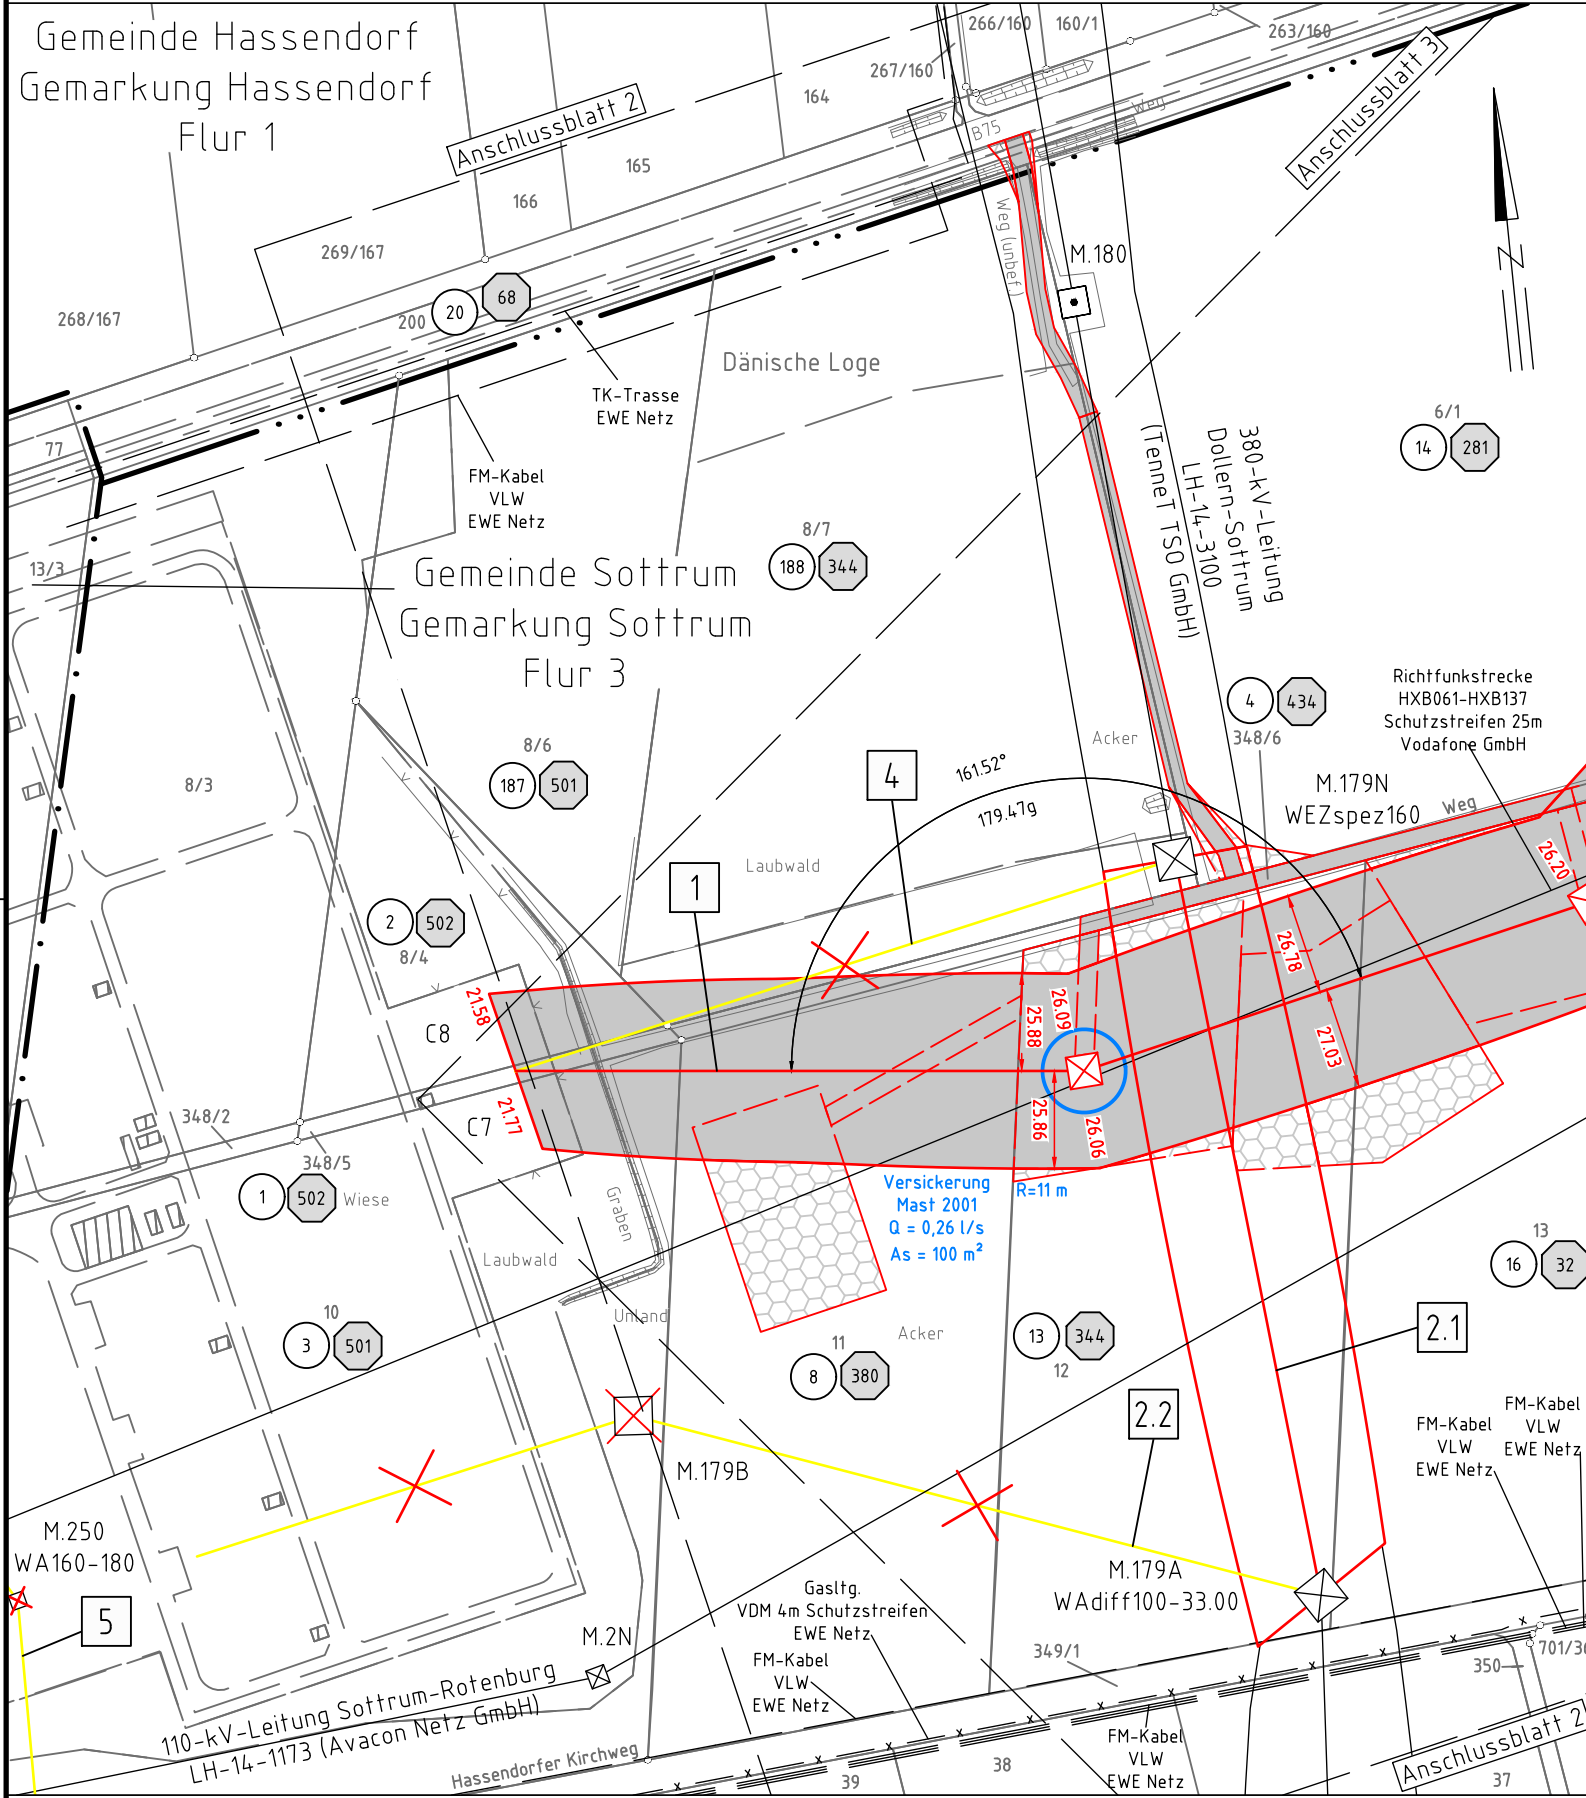 Gemeinde Hassendorf
Gemarkung Hassendorf
Flur 1
Anschlussblatt 2
266/160
160/1
263/160
267/160
164
Anschlussblatt 3
Weg
B75
165
166
269/167
Weg (unbef.)
M.180
N
268/167
200
20
68
Dänische Loge
TK-Trasse
EWE Netz
77
6/1
14
281
FM-Kabel
VLW
EWE Netz
380-kV-Leitung
Dollern-Sottrum
LH-14-3100
(TenneT TSO GmbH)
13/3
8/7
188
344
Gemeinde Sottrum
Gemarkung Sottrum
Flur 3
Richtfunkstrecke
HXB061-HXB137
Schutzstreifen 25m
Vodafone GmbH
4
434
348/6
Acker
8/6
187
501
8/3
4
161.52°
179.47g
M.179N
WEZspez160
Weg
Laubwald
1
26.20
2
502
8/4
21.58
C8
26.78
26.09
25.88
27.03
348/2
21.77
C7
25.86
26.06
348/5
1
502
Wiese
Graben
Versickerung
Mast 2001
Q = 0,26 l/s
As = 100 m²
R=11 m
Laubwald
13
16
32
Unland
10
3
501
11
Acker
8
380
13
344
12
2.1
2.2
FM-Kabel
VLW
EWE Netz
FM-Kabel
VLW
EWE Netz
M.179B
M.250
WA160-180
5
M.179A
WAdiff100-33.00
Gasltg.
VDM 4m Schutzstreifen
EWE Netz
M.2N
FM-Kabel
VLW
EWE Netz
349/1
350
110-kV-Leitung Sottrum-Rotenburg
LH-14-1173 (Avacon Netz GmbH)
Hassendorfer Kirchweg
FM-Kabel
VLW
EWE Netz
Anschlussblatt 2
39
38
37